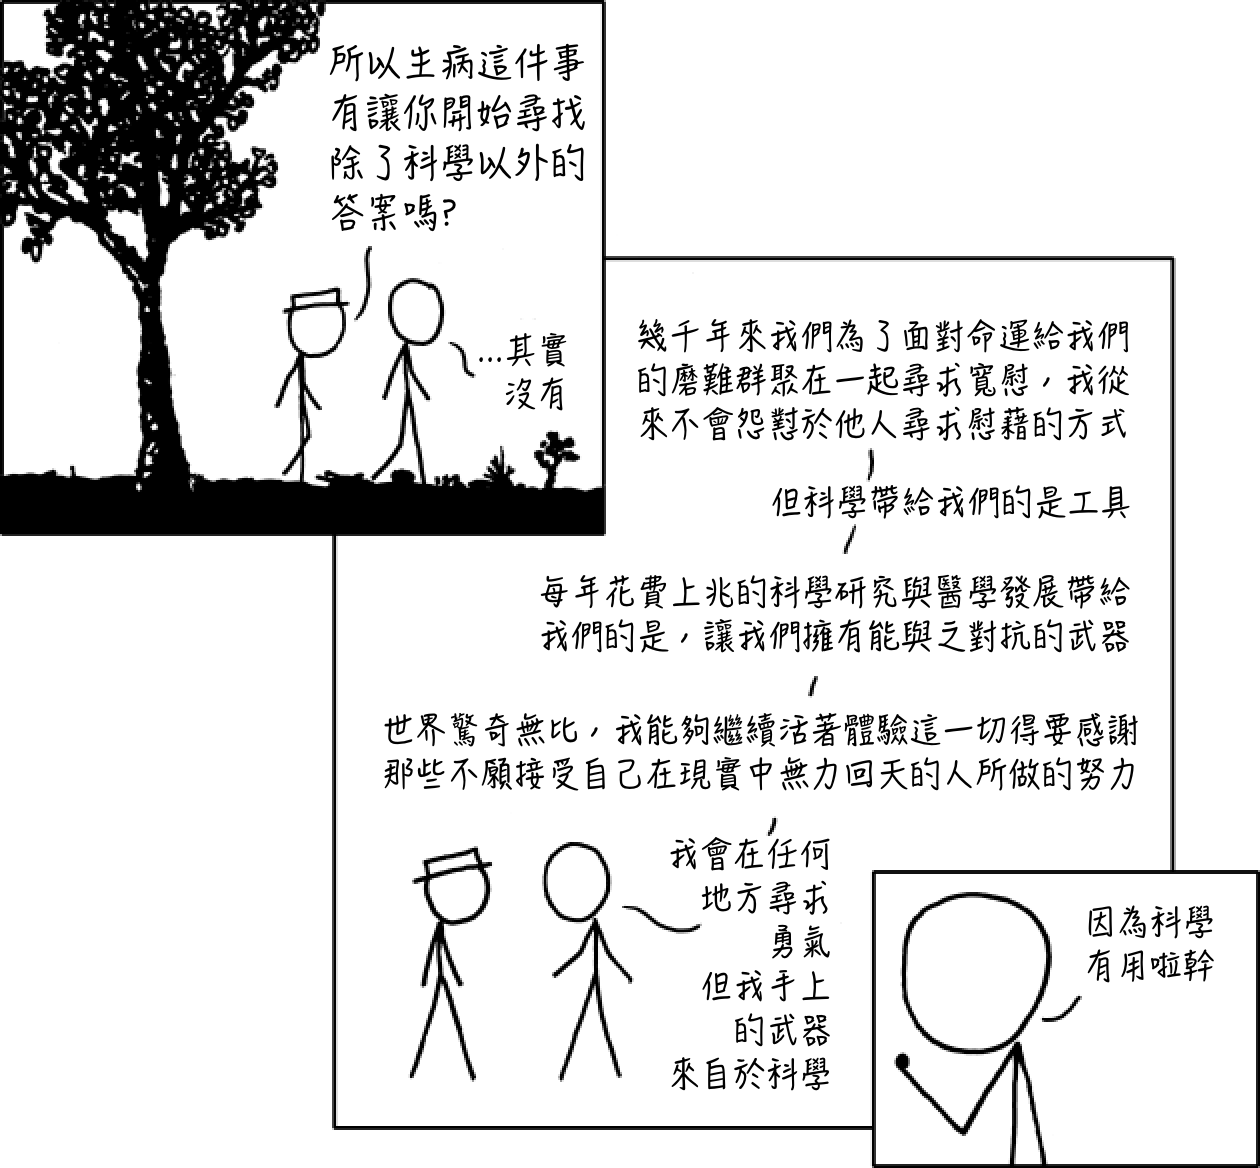 所以生病這件事
有讓你開始尋找
除了科學以外的
答案嗎?
...其實
沒有
幾千年來我們為了面對命運給我們
的磨難群聚在一起尋求寬慰，我從
來不會怨懟於他人尋求慰藉的方式
但科學帶給我們的是工具
每年花費上兆的科學研究與醫學發展帶給
我們的是，讓我們擁有能與之對抗的武器
世界驚奇無比，我能夠繼續活著體驗這一切得要感謝
那些不願接受自己在現實中無力回天的人所做的努力
我會在任何
地方尋求
勇氣
但我手上
的武器
來自於科學
因為科學
有用啦幹